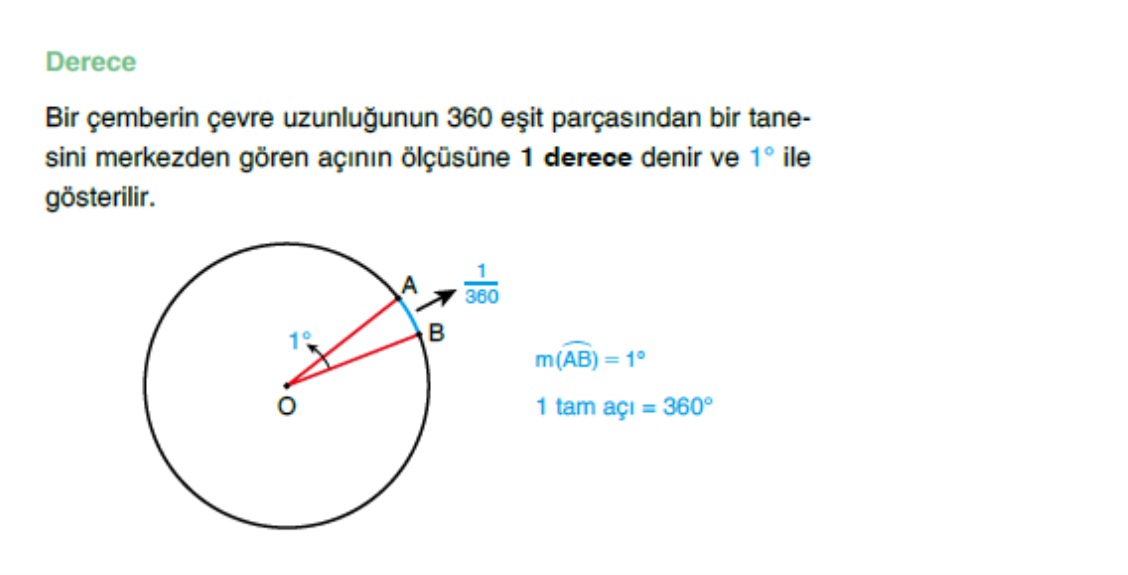 Derece
Bir çemberin çevre uzunluğunun 360 eşit parçasından bir tane-
sini merkezden gören açının ölçüsüne 1 derece denir ve 1° ile
gösterilir.
A
1/360
B
1°
O
m(AB) = 1°
1 tam açı = 360°